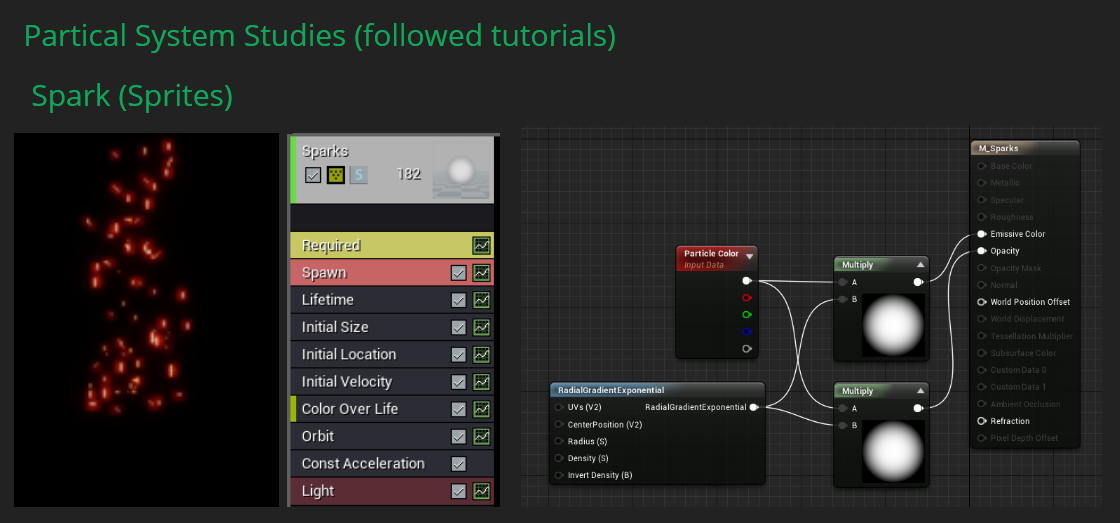 Partical System Studies (followed tutorials)
Spark (Sprites)
Sparks
S
182
Required
Spawn
Lifetime
Initial Size
Initial Location
Initial Velocity
Color Over Life
Orbit
Const Acceleration
Light
Particle Color
Input Data
RadialGradientExponential
UVs (V2) RadialGradientExponential
CenterPosition (V2)
Radius (S)
Density (S)
Invert Density (B)
Multiply
A
B
Multiply
A
B
M_Sparks
Base Color
Metallic
Specular
Roughness
Emissive Color
Opacity
Opacity Mask
Normal
World Position Offset
World Displacement
Tessellation Multiplier
Subsurface Color
Custom Data 0
Custom Data 1
Ambient Occlusion
Refraction
Pixel Depth Offset